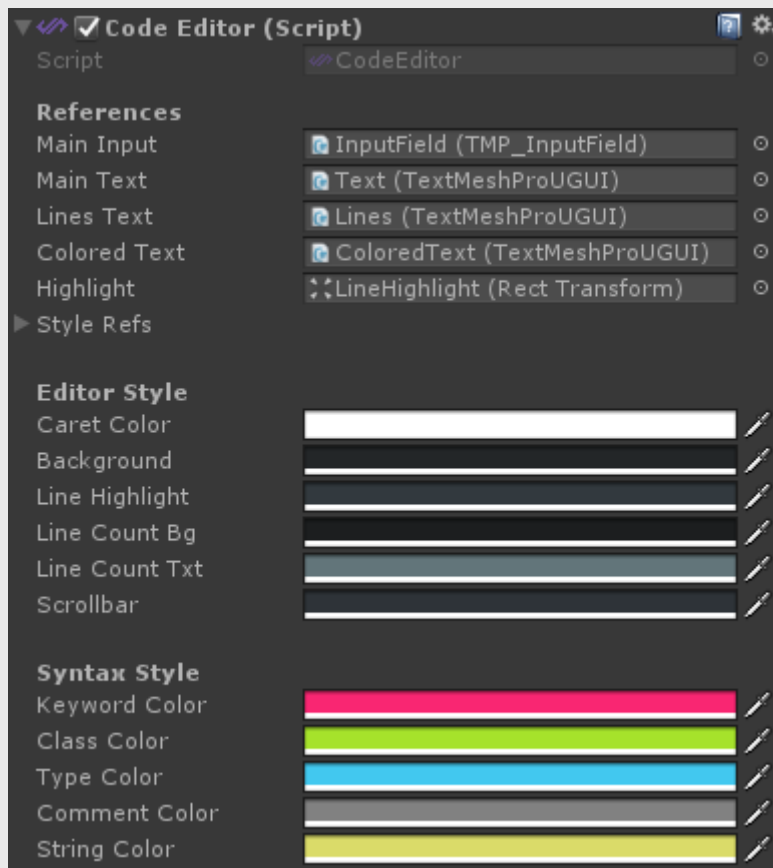 Code Editor (Script)
Script CodeEditor
References
Main Input InputField (TMP_InputField)
Main Text Text (TextMeshProUGUI)
Lines Text Lines (TextMeshProUGUI)
Colored Text ColoredText (TextMeshProUGUI)
Highlight LineHighlight (Rect Transform)
Style Refs
Editor Style
Caret Color
Background
Line Highlight
Line Count Bg
Line Count Txt
Scrollbar
Syntax Style
Keyword Color
Class Color
Type Color
Comment Color
String Color